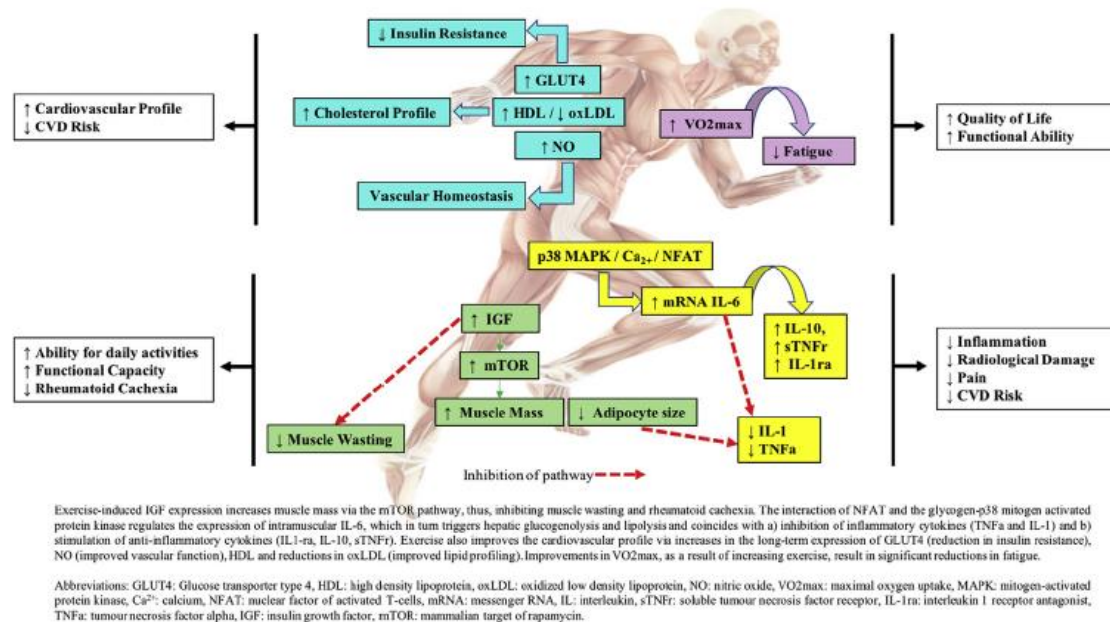 ↓ Insulin Resistance
↑ GLUT4
↑ Cardiovascular Profile
↓ CVD Risk
↑ Cholesterol Profile
↑ HDL / ↓ oxLDL
↑ VO2max
↑ Quality of Life
↑ Functional Ability
↑ NO
↓ Fatigue
Vascular Homeostasis
p38 MAPK / Ca₂₊ / NFAT
↑ mRNA IL-6
↑ IGF
↑ IL-10,
↑ sTNFr
↑ IL-1ra
↑ Ability for daily activities
↑ Functional Capacity
↓ Rheumatoid Cachexia
↓ Inflammation
↓ Radiological Damage
↓ Pain
↓ CVD Risk
↑ mTOR
↑ Muscle Mass
↓ Adipocyte size
↓ Muscle Wasting
↓ IL-1
↓ TNFa
Inhibition of pathway
Exercise-induced IGF expression increases muscle mass via the mTOR pathway, thus, inhibiting muscle wasting and rheumatoid cachexia. The interaction of NFAT and the glycogen-p38 mitogen activated
protein kinase regulates the expression of intramuscular IL-6, which in turn triggers hepatic glucogenolysis and lipolysis and coincides with a) inhibition of inflammatory cytokines (TNFa and IL-1) and b)
stimulation of anti-inflammatory cytokines (IL1-ra, IL-10, sTNFr). Exercise also improves the cardiovascular profile via increases in the long-term expression of GLUT4 (reduction in insulin resistance),
NO (improved vascular function), HDL and reductions in oxLDL (improved lipid profiling). Improvements in VO2max, as a result of increasing exercise, result in significant reductions in fatigue.
Abbreviations: GLUT4: Glucose transporter type 4, HDL: high density lipoprotein, oxLDL: oxidized low density lipoprotein, NO: nitric oxide, VO2max: maximal oxygen uptake, MAPK: mitogen-activated
protein kinase, Ca²⁺: calcium, NFAT: nuclear factor of activated T-cells, mRNA: messenger RNA, IL: interleukin, sTNFr: soluble tumour necrosis factor receptor, IL-1ra: interleukin 1 receptor antagonist,
TNFa: tumour necrosis factor alpha, IGF: insulin growth factor, mTOR: mammalian target of rapamycin.